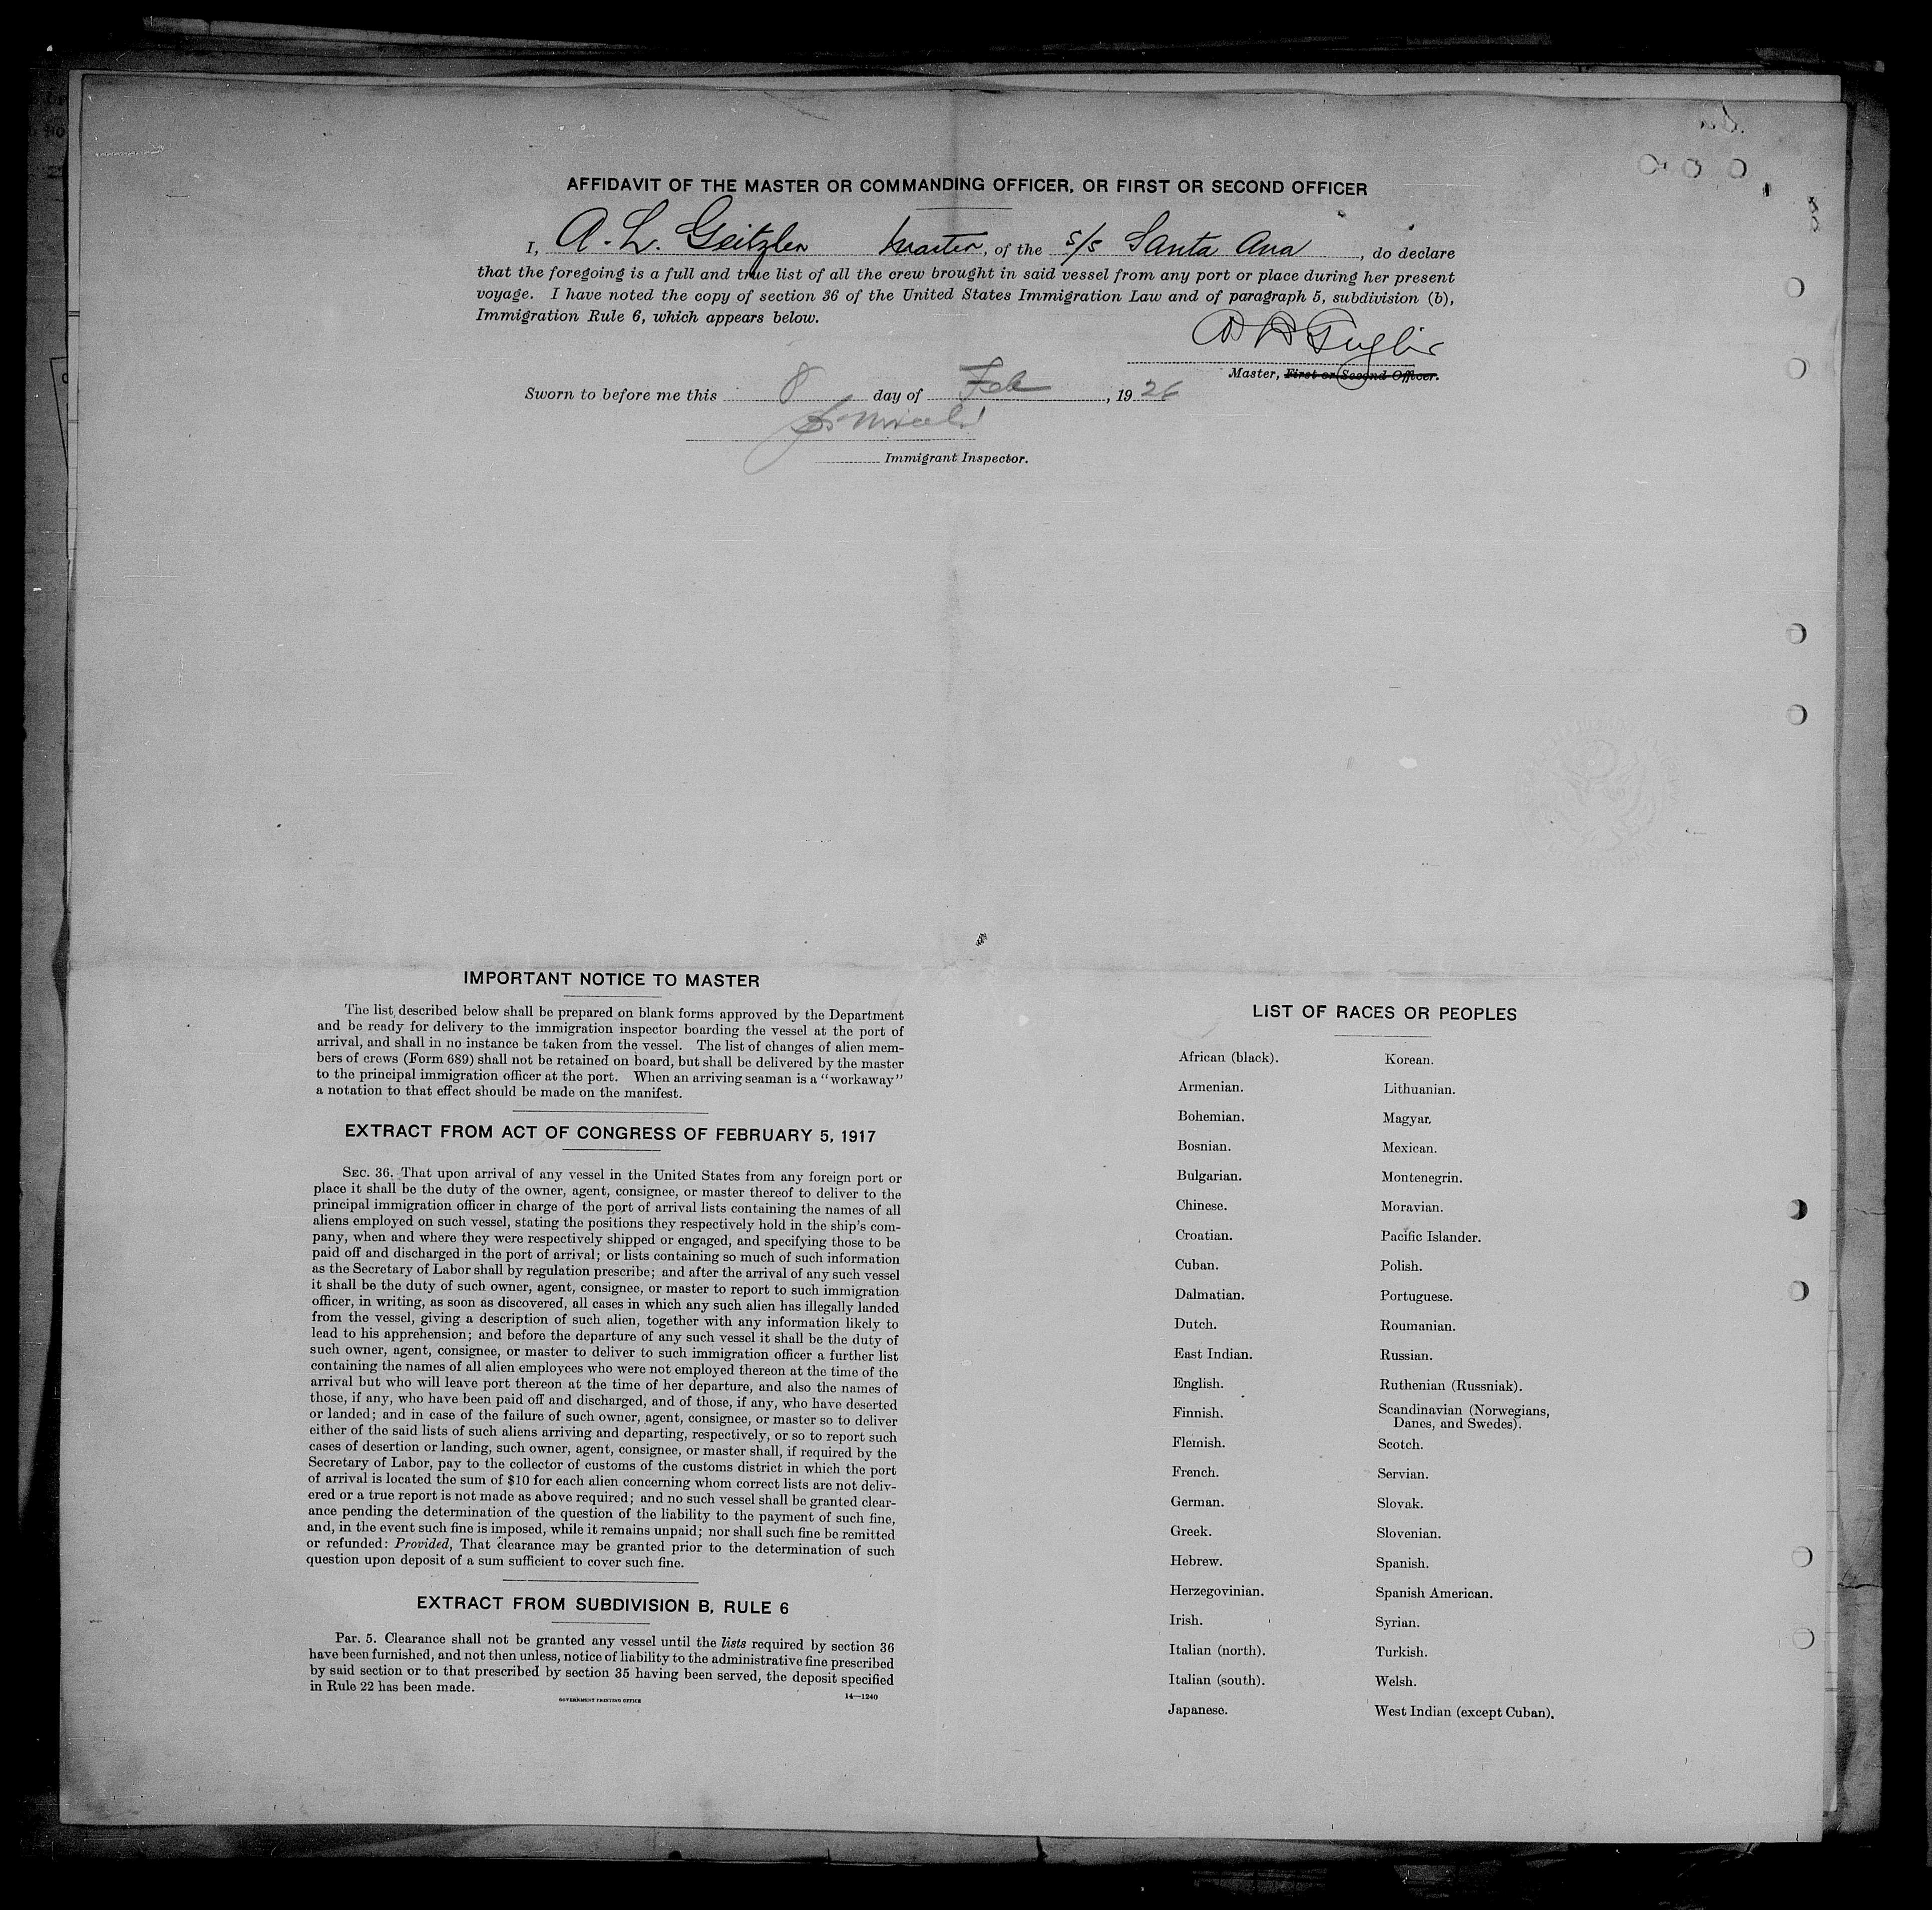 AFFIDAVIT OF THE MASTER OR COMMANDING OFFICER, OR FIRST OR SECOND OFFICER
I, A. L. Geitzler Master, of the s/s Santa Ana, do declare
that the foregoing is a full and true list of all the crew brought in said vessel from any port or place during her present
voyage. I have noted the copy of section 36 of the United States Immigration Law and of paragraph 5, subdivision (b),
Immigration Rule 6, which appears below.
Master, First or Second Officer.
Sworn to before me this 8 day of Feb, 1926
Immigrant Inspector.
IMPORTANT NOTICE TO MASTER
The list described below shall be prepared on blank forms approved by the Department
and be ready for delivery to the immigration inspector boarding the vessel at the port of
arrival, and shall in no instance be taken from the vessel. The list of changes of alien mem-
bers of crews (Form 689) shall not be retained on board, but shall be delivered by the master
to the principal immigration officer at the port. When an arriving seaman is a "workaway"
a notation to that effect should be made on the manifest.
EXTRACT FROM ACT OF CONGRESS OF FEBRUARY 5, 1917
SEC. 36. That upon arrival of any vessel in the United States from any foreign port or
place it shall be the duty of the owner, agent, consignee, or master thereof to deliver to the
principal immigration officer in charge of the port of arrival lists containing the names of all
aliens employed on such vessel, stating the positions they respectively hold in the ship's com-
pany, when and where they were respectively shipped or engaged, and specifying those to be
paid off and discharged in the port of arrival; or lists containing so much of such information
as the Secretary of Labor shall by regulation prescribe; and after the arrival of any such vessel
it shall be the duty of such owner, agent, consignee, or master to report to such immigration
officer, in writing, as soon as discovered, all cases in which any such alien has illegally landed
from the vessel, giving a description of such alien, together with any information likely to
lead to his apprehension; and before the departure of any such vessel it shall be the duty of
such owner, agent, consignee, or master to deliver to such immigration officer a further list
containing the names of all alien employees who were not employed thereon at the time of the
arrival but who will leave port thereon at the time of her departure, and also the names of
those, if any, who have been paid off and discharged, and of those, if any, who have deserted
or landed; and in case of the failure of such owner, agent, consignee, or master so to deliver
either of the said lists of such aliens arriving and departing, respectively, or so to report such
cases of desertion or landing, such owner, agent, consignee, or master shall, if required by the
Secretary of Labor, pay to the collector of customs of the customs district in which the port
of arrival is located the sum of $10 for each alien concerning whom correct lists are not deliv-
ered or a true report is not made as above required; and no such vessel shall be granted clear-
ance pending the determination of the question of the liability to the payment of such fine,
and, in the event such fine is imposed, while it remains unpaid; nor shall such fine be remitted
or refunded: Provided, That clearance may be granted prior to the determination of such
question upon deposit of a sum sufficient to cover such fine.
EXTRACT FROM SUBDIVISION B, RULE 6
Par. 5. Clearance shall not be granted any vessel until the lists required by section 36
have been furnished, and not then unless, notice of liability to the administrative fine prescribed
by said section or to that prescribed by section 35 having been served, the deposit specified
in Rule 22 has been made.
GOVERNMENT PRINTING OFFICE 14—1240
LIST OF RACES OR PEOPLES
African (black).
Armenian.
Bohemian.
Bosnian.
Bulgarian.
Chinese.
Croatian.
Cuban.
Dalmatian.
Dutch.
East Indian.
English.
Finnish.
Flemish.
French.
German.
Greek.
Hebrew.
Herzegovinian.
Irish.
Italian (north).
Italian (south).
Japanese.
Korean.
Lithuanian.
Magyar.
Mexican.
Montenegrin.
Moravian.
Pacific Islander.
Polish.
Portuguese.
Roumanian.
Russian.
Ruthenian (Russniak).
Scandinavian (Norwegians,
Danes, and Swedes).
Scotch.
Servian.
Slovak.
Slovenian.
Spanish.
Spanish American.
Syrian.
Turkish.
Welsh.
West Indian (except Cuban).